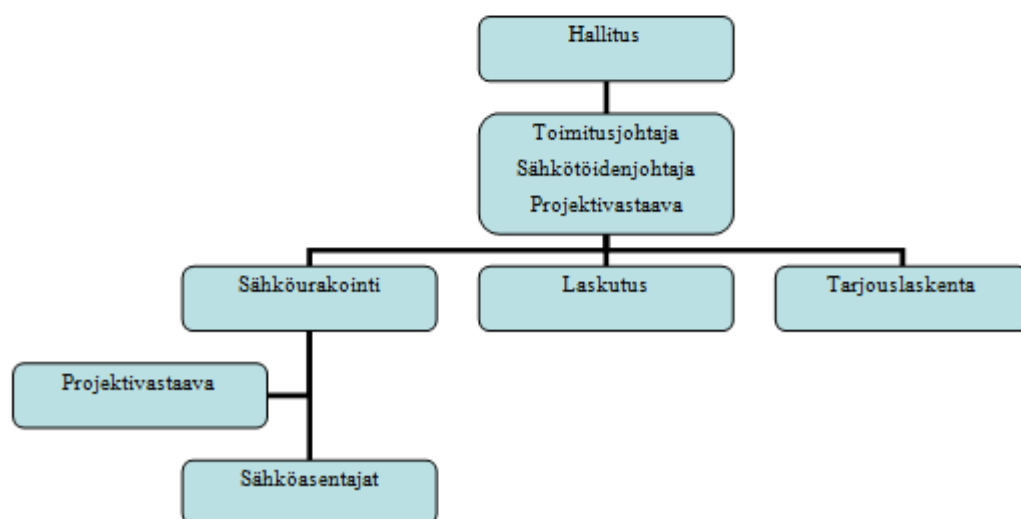 Hallitus
Toimitusjohtaja
Sähkötöidenjohtaja
Projektivastaava
Sähköurakointi
Laskutus
Tarjouslaskenta
Projektivastaava
Sähköasentajat